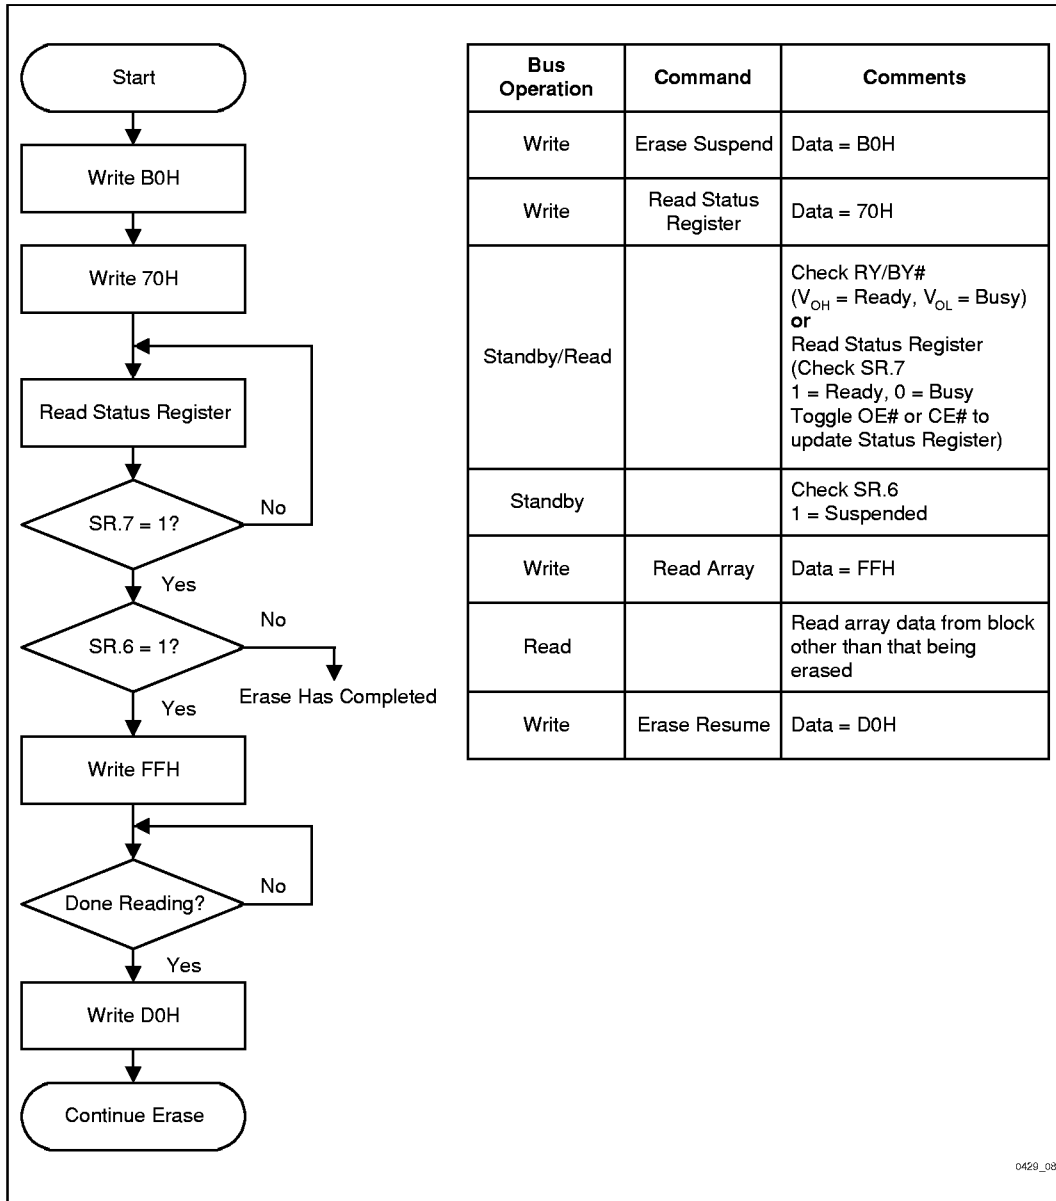 Start
Write B0H
Write 70H
Read Status Register
SR.7 = 1?
No
Yes
SR.6 = 1?
No
Erase Has Completed
Yes
Write FFH
Done Reading?
No
Yes
Write D0H
Continue Erase
Bus
Operation
Command
Comments
Write
Erase Suspend
Data = B0H
Write
Read Status
Register
Data = 70H
Standby/Read
Check RY/BY#
(VOH = Ready, VOL = Busy)
or
Read Status Register
(Check SR.7
1 = Ready, 0 = Busy
Toggle OE# or CE# to
update Status Register)
Standby
Check SR.6
1 = Suspended
Write
Read Array
Data = FFH
Read
Read array data from block
other than that being
erased
Write
Erase Resume
Data = D0H
0429_08